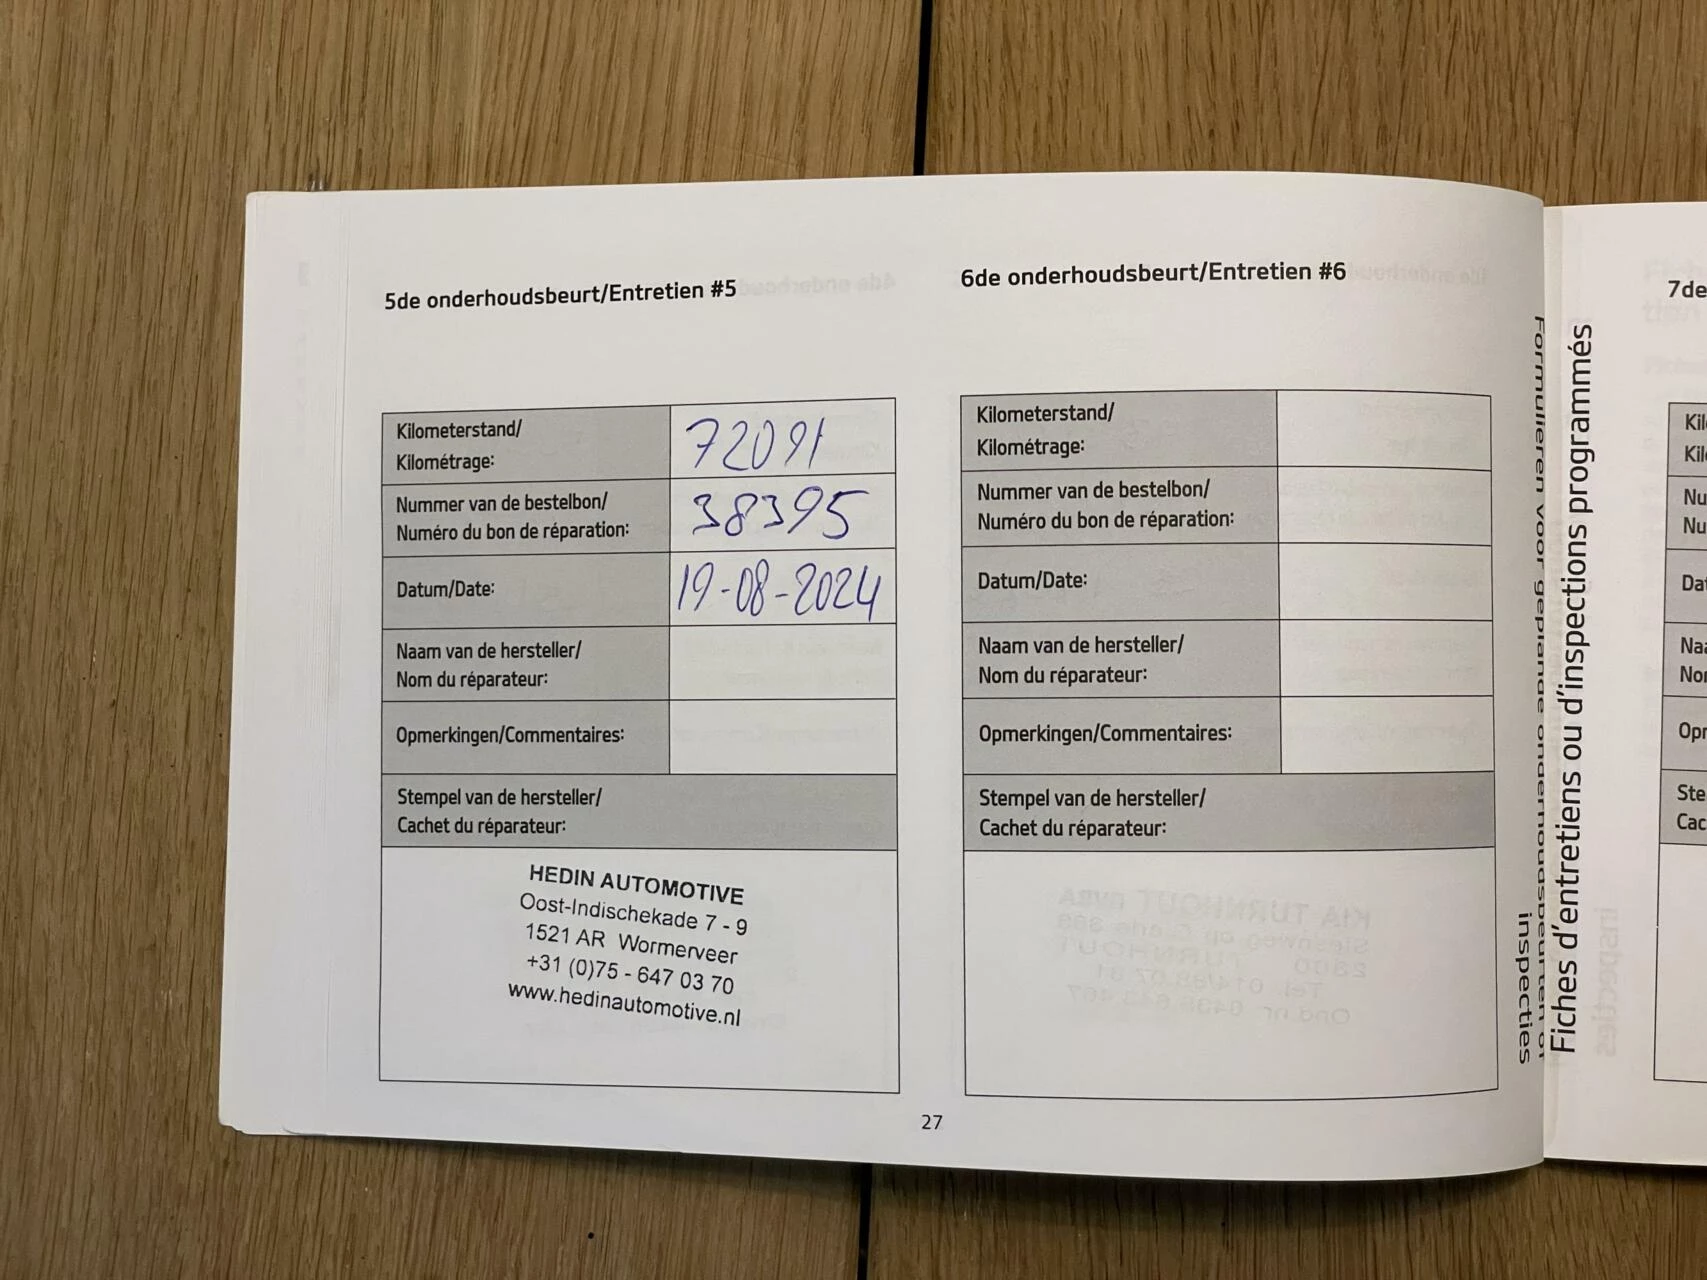 5de onderhoudsbeurt/Entretien #5
Kilometerstand/
Kilométrage:
72091
Nummer van de bestelbon/
Numéro du bon de réparation:
38395
Datum/Date:
19-08-2024
Naam van de hersteller/
Nom du réparateur:
Opmerkingen/Commentaires:
Stempel van de hersteller/
Cachet du réparateur:
HEDIN AUTOMOTIVE
Oost-Indischekade 7 - 9
1521 AR Wormerveer
+31 (0)75 - 647 03 70
www.hedinautomotive.nl
6de onderhoudsbeurt/Entretien #6
Kilometerstand/
Kilométrage:
Nummer van de bestelbon/
Numéro du bon de réparation:
Datum/Date:
Naam van de hersteller/
Nom du réparateur:
Opmerkingen/Commentaires:
Stempel van de hersteller/
Cachet du réparateur:
27
Formulieren voor geplande onderhoudsbeurten of
inspecties
Fiches d'entretiens ou d'inspections programmés
7de